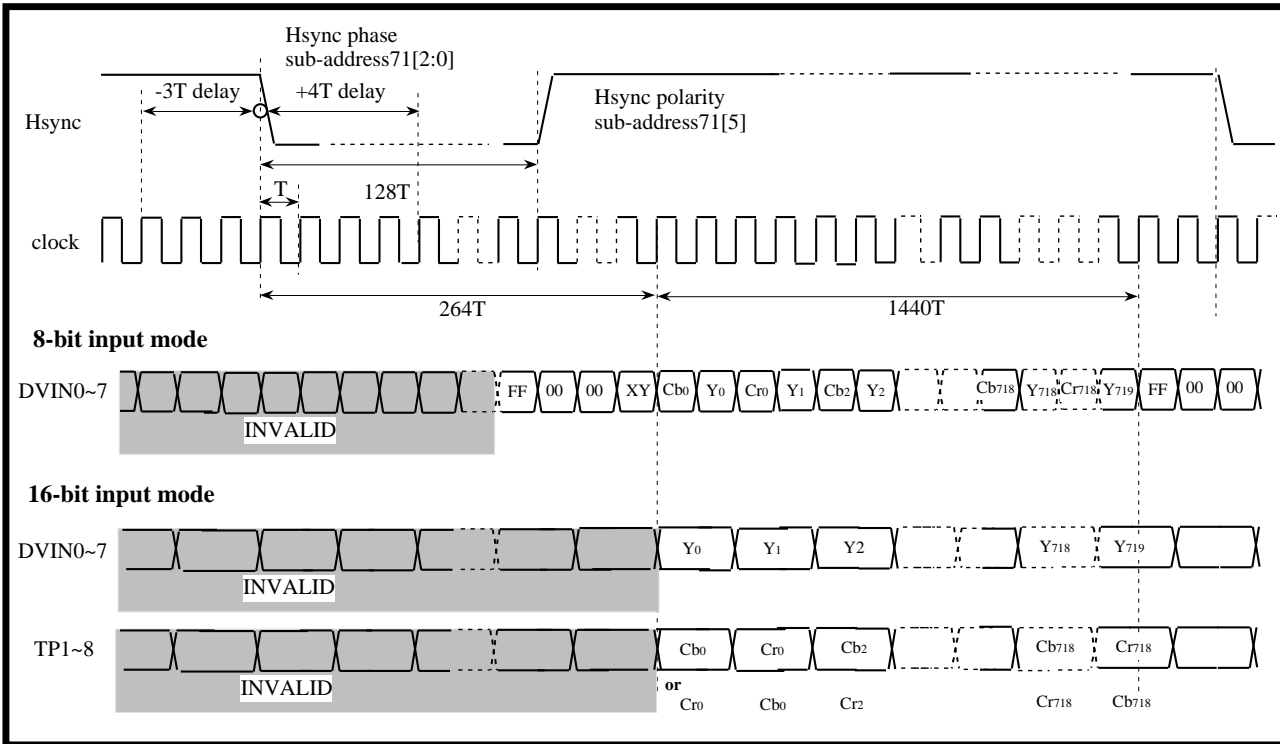 Hsync phase
sub-address71[2:0]
-3T delay
+4T delay
Hsync
Hsync polarity
sub-address71[5]
T
128T
clock
264T
1440T
8-bit input mode
DVIN0~7
FF 00 00 XY Cb0 Y0 Cr0 Y1 Cb2 Y2 Cb718 Y718 Cr718 Y719 FF 00 00
INVALID
16-bit input mode
DVIN0~7
Y0 Y1 Y2 Y718 Y719
INVALID
TP1~8
Cb0 Cr0 Cb2 Cb718 Cr718
INVALID
or
Cr0 Cb0 Cr2 Cr718 Cb718